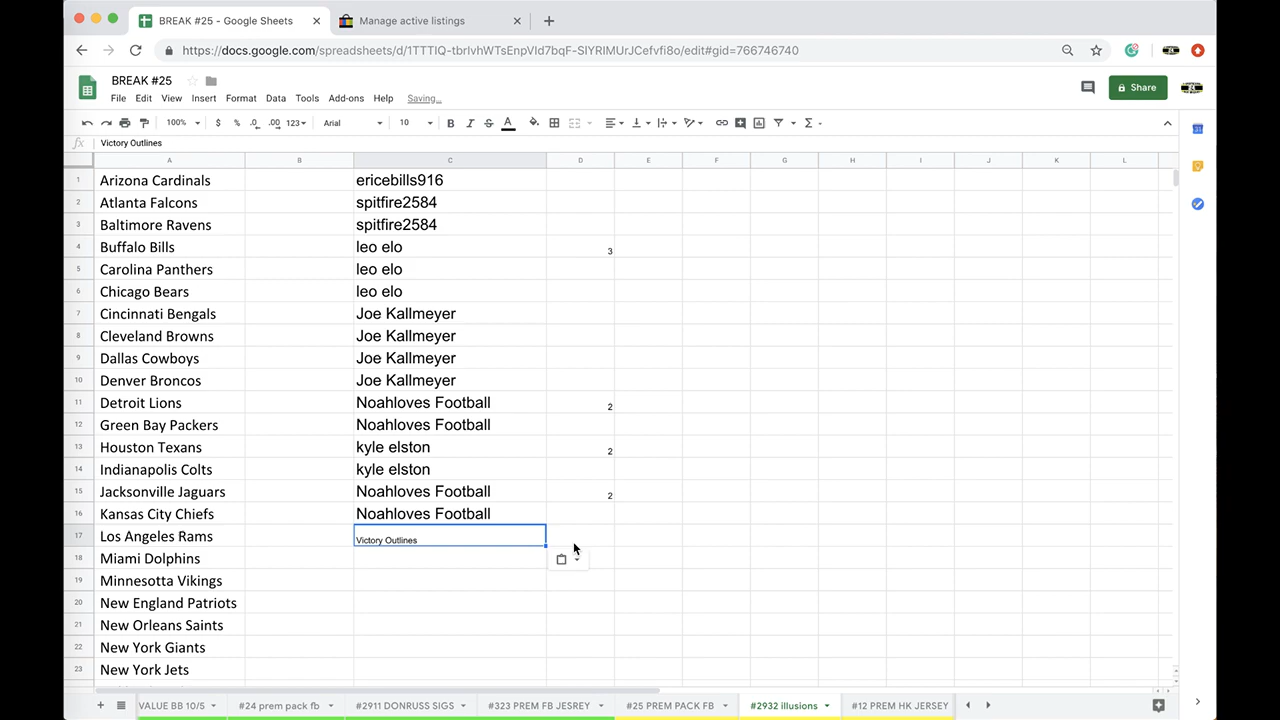 BREAK #25 - Google Sheets
Manage active listings
https://docs.google.com/spreadsheets/d/1TTTIQ-tbrIvhWTsEnpVId7bqF-SIYRIMUrJCefvfi8o/edit#gid=766746740
BREAK #25
File Edit View Insert Format Data Tools Add-ons Help Saving...
Share
100% $ % .0 .00 123 Arial 10 B I S A
fx Victory Outlines
A B C D E F G H I J K L
1 Arizona Cardinals ericebills916
2 Atlanta Falcons spitfire2584
3 Baltimore Ravens spitfire2584
4 Buffalo Bills leo elo 3
5 Carolina Panthers leo elo
6 Chicago Bears leo elo
7 Cincinnati Bengals Joe Kallmeyer
8 Cleveland Browns Joe Kallmeyer
9 Dallas Cowboys Joe Kallmeyer
10 Denver Broncos Joe Kallmeyer
11 Detroit Lions Noahloves Football 2
12 Green Bay Packers Noahloves Football
13 Houston Texans kyle elston 2
14 Indianapolis Colts kyle elston
15 Jacksonville Jaguars Noahloves Football 2
16 Kansas City Chiefs Noahloves Football
17 Los Angeles Rams Victory Outlines
18 Miami Dolphins
19 Minnesota Vikings
20 New England Patriots
21 New Orleans Saints
22 New York Giants
23 New York Jets
VALUE BB 10/5 #24 prem pack fb #2911 DONRUSS SIGS #323 PREM FB JESREY #25 PREM PACK FB #2932 illusions #12 PREM HK JERSEY